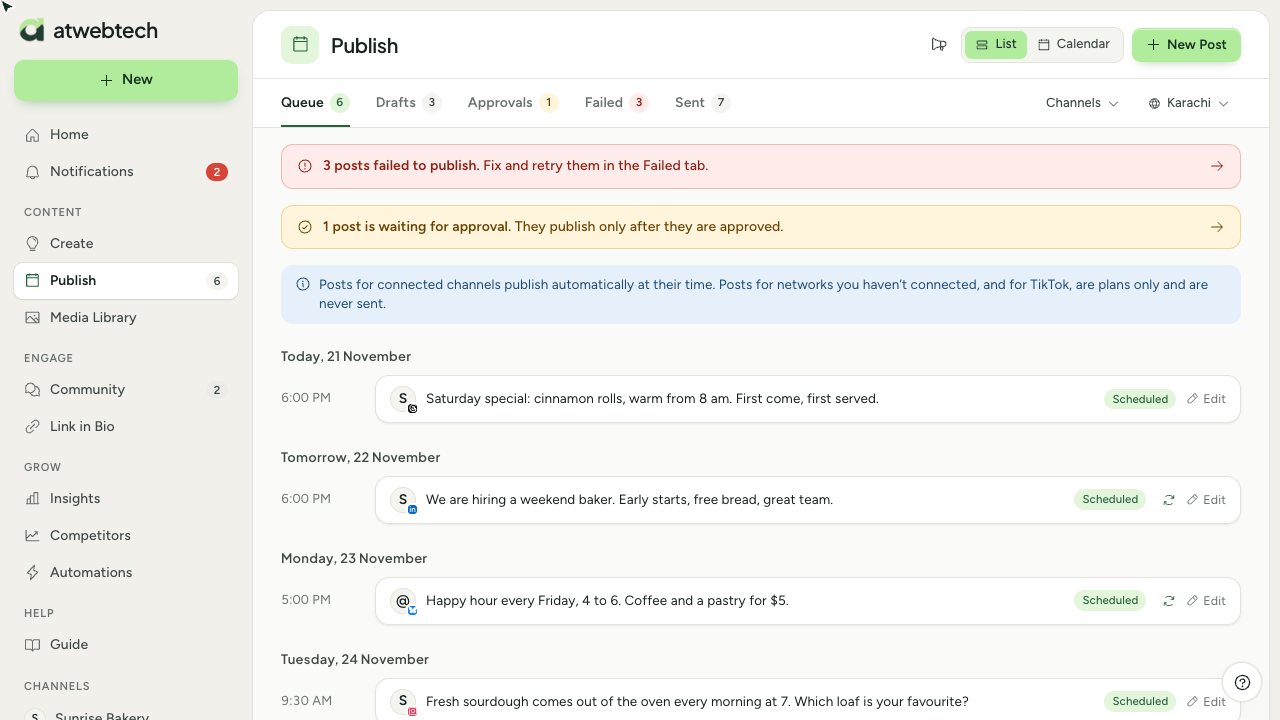 atwebtech
New
Home
Notifications 2
CONTENT
Create
Publish 6
Media Library
ENGAGE
Community 2
Link in Bio
GROW
Insights
Competitors
Automations
HELP
Guide
CHANNELS
S Sunrise Bakery
Publish
List
Calendar
New Post
Queue 6
Drafts 3
Approvals 1
Failed 3
Sent 7
Channels
Karachi
3 posts failed to publish. Fix and retry them in the Failed tab.
1 post is waiting for approval. They publish only after they are approved.
Posts for connected channels publish automatically at their time. Posts for networks you haven't connected, and for TikTok, are plans only and are
never sent.
Today, 21 November
6:00 PM
S Saturday special: cinnamon rolls, warm from 8 am. First come, first served.
Scheduled
Edit
Tomorrow, 22 November
6:00 PM
S We are hiring a weekend baker. Early starts, free bread, great team.
Scheduled
Edit
Monday, 23 November
5:00 PM
@ Happy hour every Friday, 4 to 6. Coffee and a pastry for $5.
Scheduled
Edit
Tuesday, 24 November
9:30 AM
S Fresh sourdough comes out of the oven every morning at 7. Which loaf is your favourite?
Scheduled
Edit